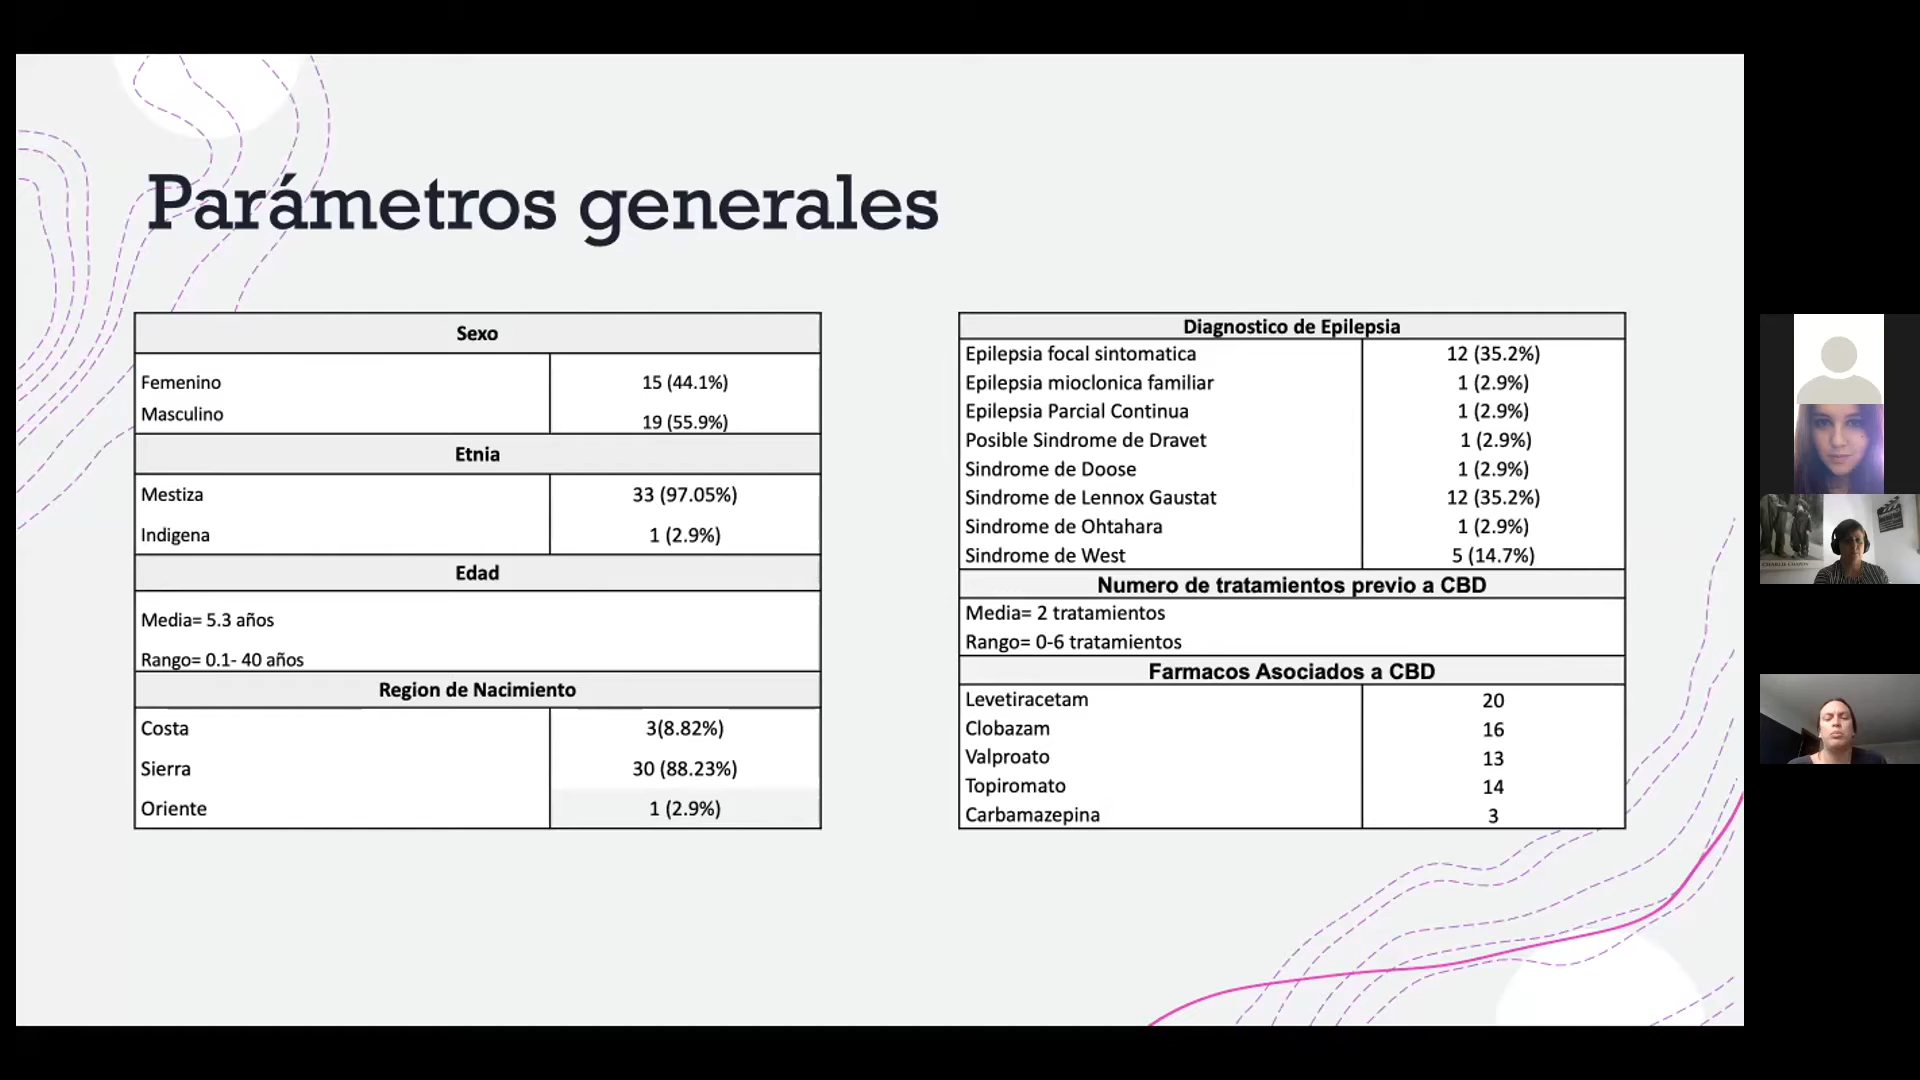 Parámetros generales
Sexo
Femenino 15 (44.1%)
Masculino 19 (55.9%)
Etnia
Mestiza 33 (97.05%)
Indigena 1 (2.9%)
Edad
Media= 5.3 años
Rango= 0.1- 40 años
Region de Nacimiento
Costa 3(8.82%)
Sierra 30 (88.23%)
Oriente 1 (2.9%)
Diagnostico de Epilepsia
Epilepsia focal sintomatica 12 (35.2%)
Epilepsia mioclonica familiar 1 (2.9%)
Epilepsia Parcial Continua 1 (2.9%)
Posible Sindrome de Dravet 1 (2.9%)
Sindrome de Doose 1 (2.9%)
Sindrome de Lennox Gaustat 12 (35.2%)
Sindrome de Ohtahara 1 (2.9%)
Sindrome de West 5 (14.7%)
Numero de tratamientos previo a CBD
Media= 2 tratamientos
Rango= 0-6 tratamientos
Farmacos Asociados a CBD
Levetiracetam 20
Clobazam 16
Valproato 13
Topiromato 14
Carbamazepina 3
CHARLIE CHAPLIN